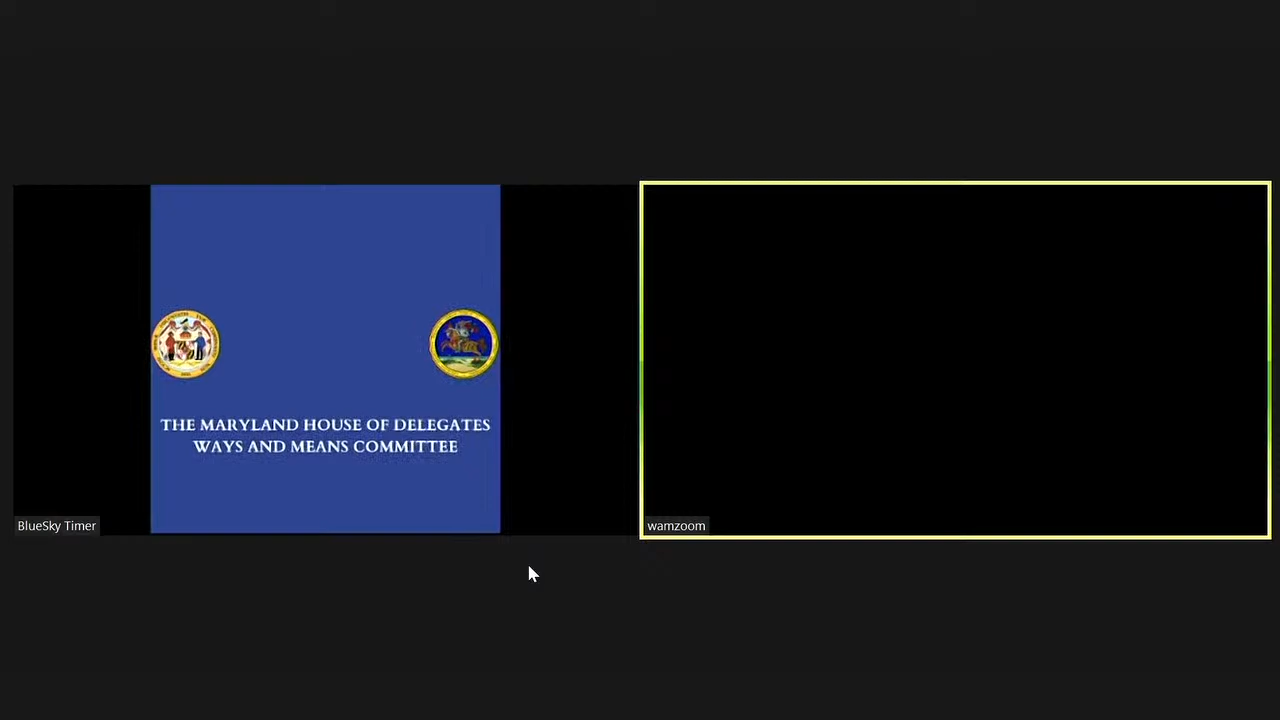 THE MARYLAND HOUSE OF DELEGATES
WAYS AND MEANS COMMITTEE
BlueSky Timer
wamzoom